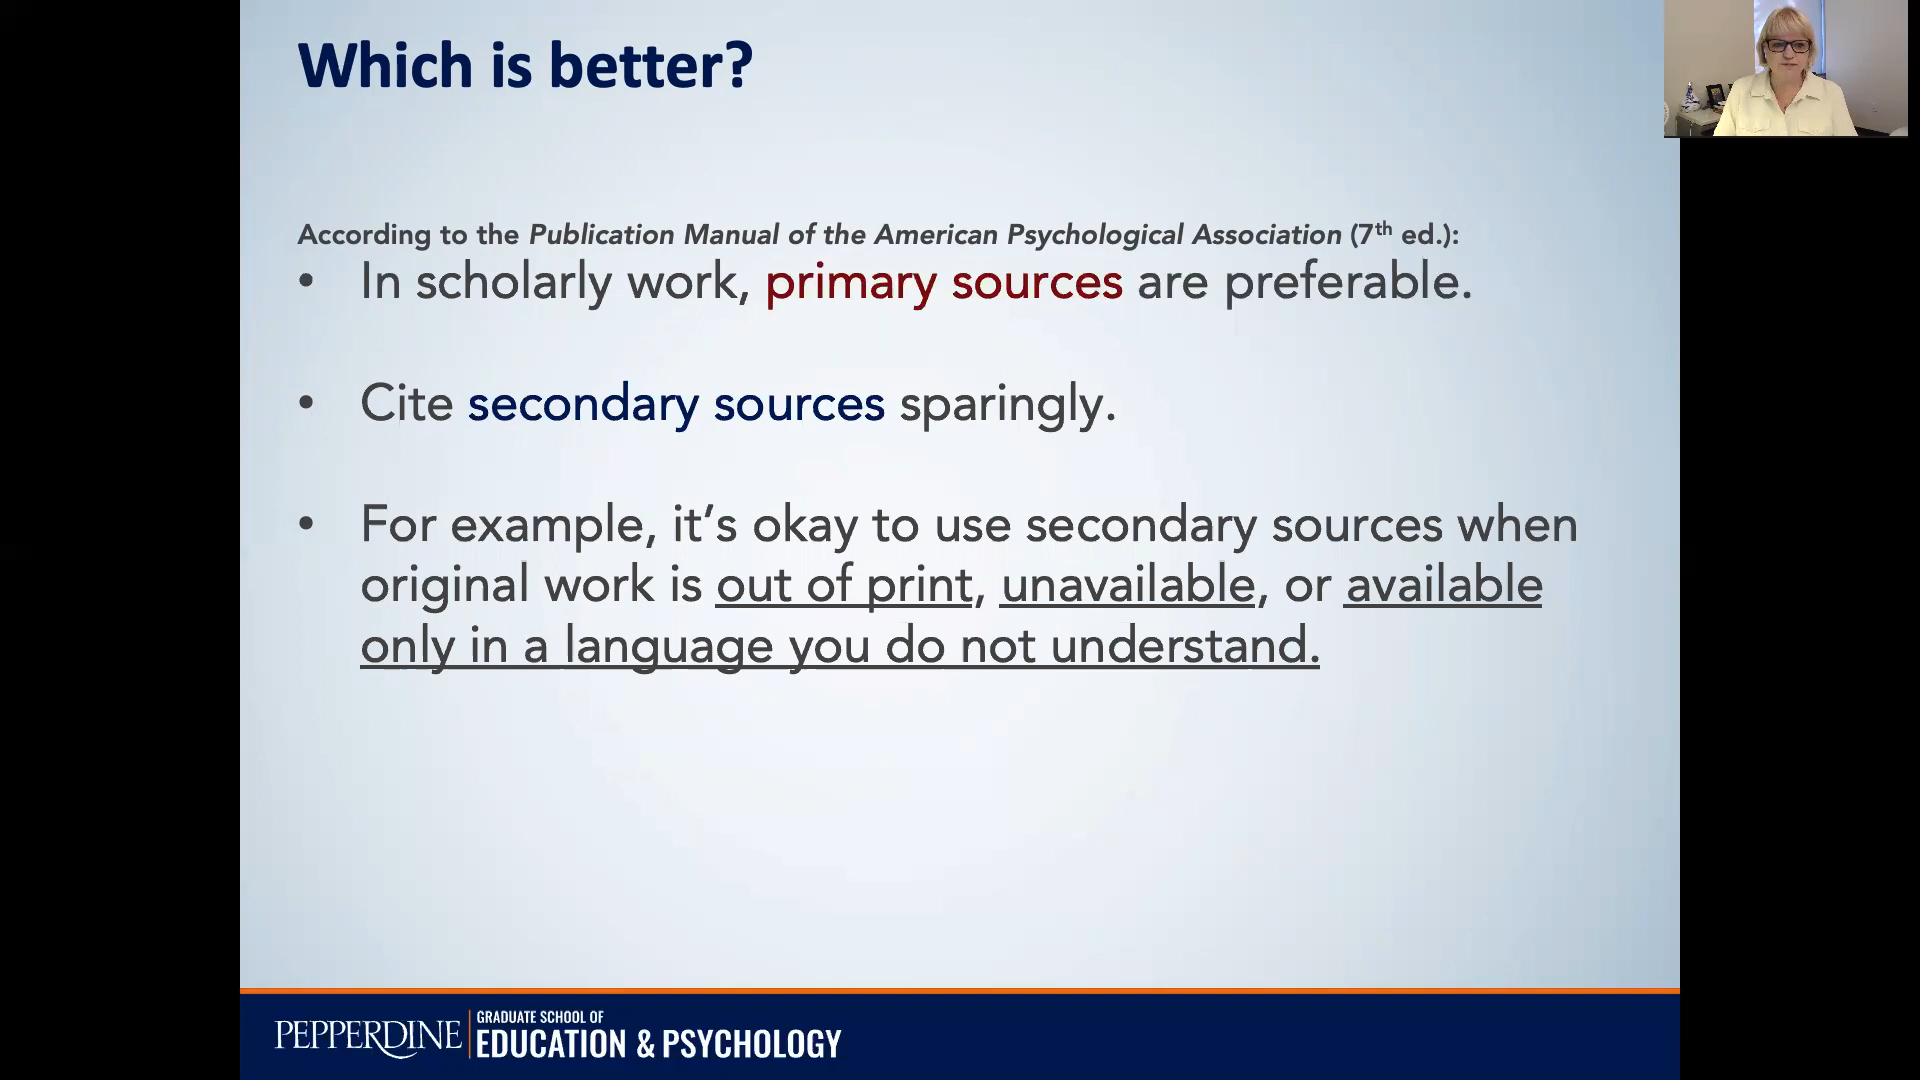 Which is better?
According to the Publication Manual of the American Psychological Association (7th ed.):
• In scholarly work, primary sources are preferable.
• Cite secondary sources sparingly.
• For example, it’s okay to use secondary sources when
original work is out of print, unavailable, or available
only in a language you do not understand.
PEPPERDINE
GRADUATE SCHOOL OF
EDUCATION & PSYCHOLOGY